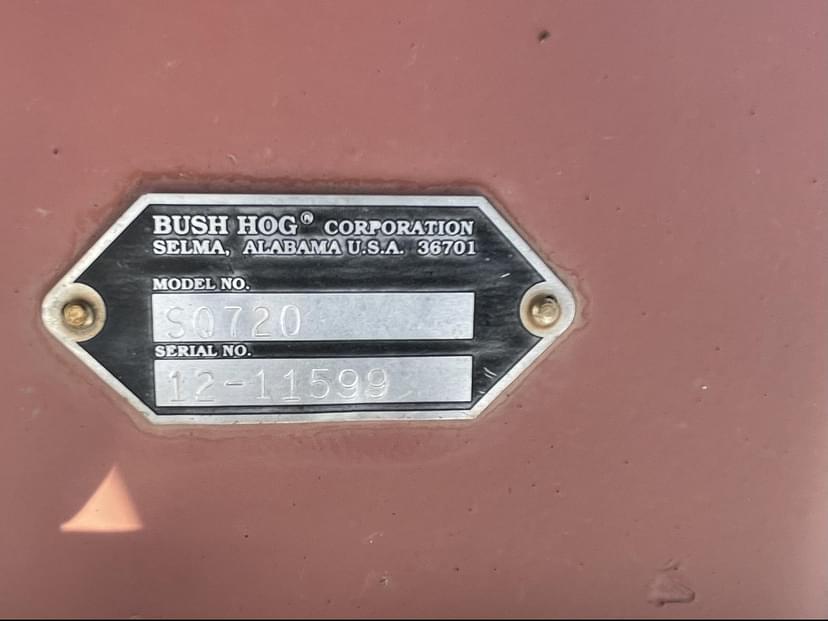 BUSH HOG® CORPORATION
SELMA, ALABAMA U.S.A. 36701
MODEL NO.
SQ720
SERIAL NO.
12-11599